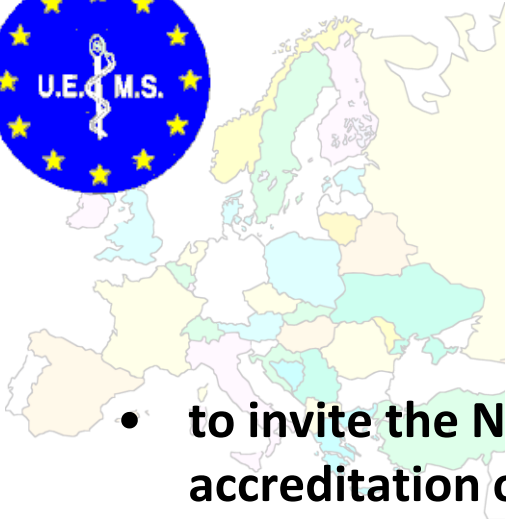 U.E. M.S.
• to invite the N
accreditation